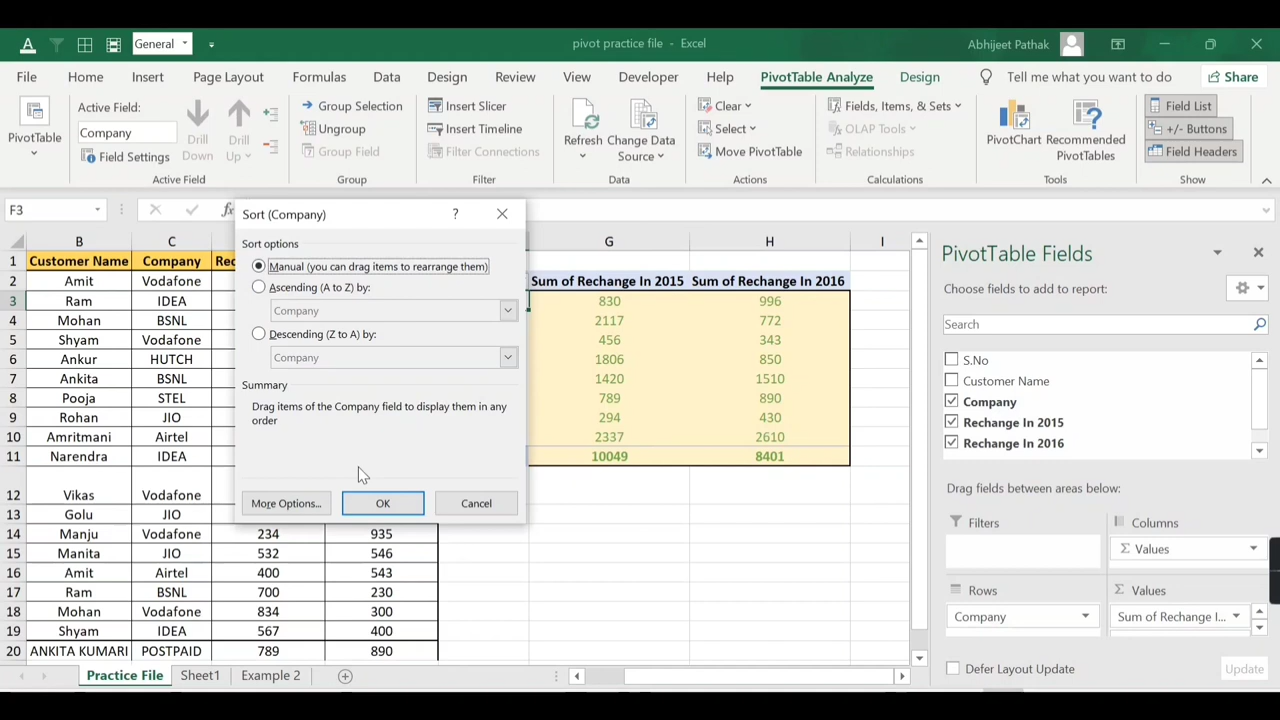 General
pivot practice file - Excel
Abhijeet Pathak
File Home Insert Page Layout Formulas Data Design Review View Developer Help PivotTable Analyze Design Tell me what you want to do Share
PivotTable
Active Field:
Company
Field Settings
Drill Down
Drill Up
Active Field
Group Selection
Ungroup
Group Field
Group
Insert Slicer
Insert Timeline
Filter Connections
Filter
Refresh
Change Data Source
Data
Clear
Select
Move PivotTable
Actions
Fields, Items, & Sets
OLAP Tools
Relationships
Calculations
PivotChart
Recommended PivotTables
Tools
Field List
+/- Buttons
Field Headers
Show
F3
fx
Sort (Company)
?
Sort options
Manual (you can drag items to rearrange them)
Ascending (A to Z) by:
Company
Descending (Z to A) by:
Company
Summary
Drag items of the Company field to display them in any
order
More Options...
OK
Cancel
B C G H I
1 Customer Name Company Rec
2 Amit Vodafone Sum of Rechange In 2015 Sum of Rechange In 2016
3 Ram IDEA 830 996
4 Mohan BSNL 2117 772
5 Shyam Vodafone 456 343
6 Ankur HUTCH 1806 850
7 Ankita BSNL 1420 1510
8 Pooja STEL 789 890
9 Rohan JIO 294 430
10 Amritmani Airtel 2337 2610
11 Narendra IDEA 10049 8401
12 Vikas Vodafone
13 Golu JIO
14 Manju Vodafone 234 935
15 Manita JIO 532 546
16 Amit Airtel 400 543
17 Ram BSNL 700 230
18 Mohan Vodafone 834 300
19 Shyam IDEA 567 400
20 ANKITA KUMARI POSTPAID 789 890
Practice File Sheet1 Example 2
PivotTable Fields
Choose fields to add to report:
Search
S.No
Customer Name
Company
Rechange In 2015
Rechange In 2016
Drag fields between areas below:
Filters
Columns
Σ Values
Rows
Company
Σ Values
Sum of Rechange I...
Defer Layout Update
Update